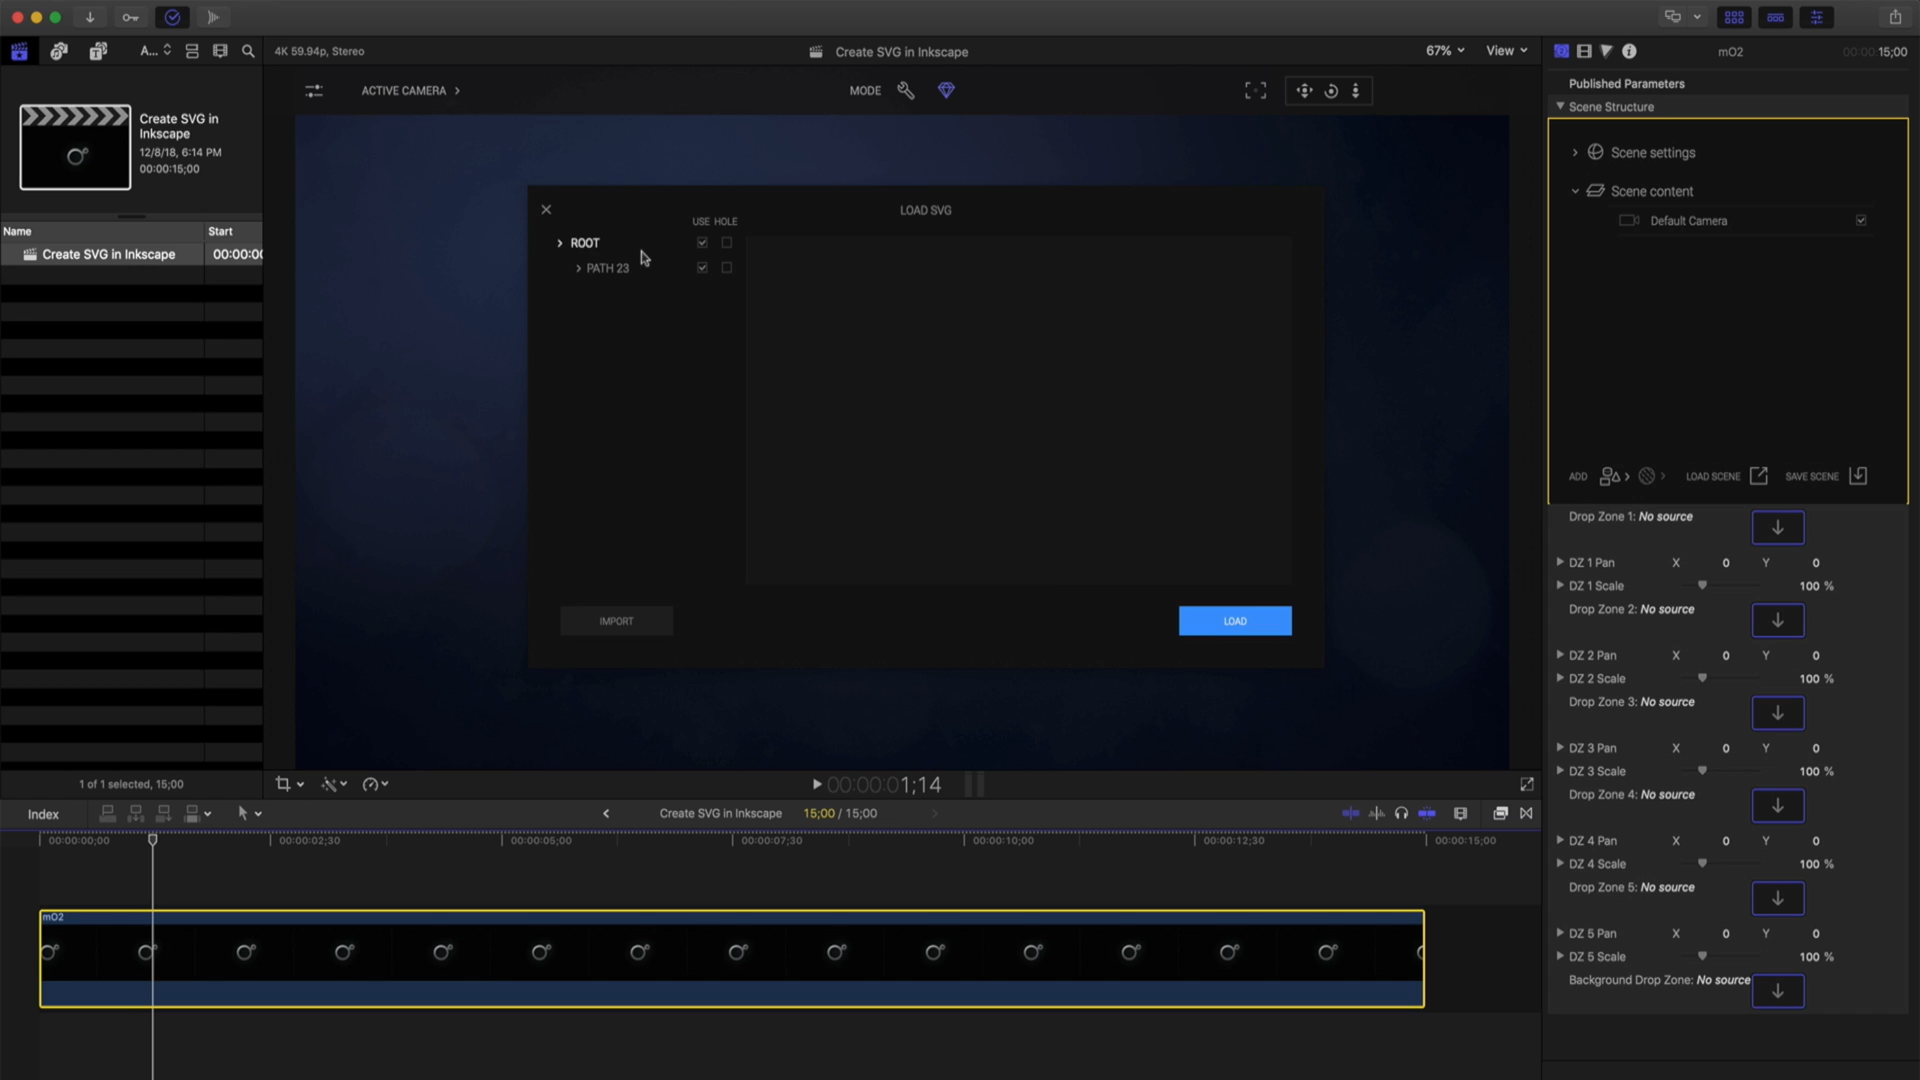 A...
4K 59.94p, Stereo
Create SVG in Inkscape
67%
View
mO2
00:00:00:15;00
Create SVG in
Inkscape
12/8/18, 6:14 PM
00:00:15;00
Name
Start
Create SVG in Inkscape
00:00:00
1 of 1 selected, 15;00
ACTIVE CAMERA
MODE
LOAD SVG
USE HOLE
ROOT
PATH 23
IMPORT
LOAD
00:00:01;14
Published Parameters
Scene Structure
Scene settings
Scene content
Default Camera
ADD
LOAD SCENE
SAVE SCENE
Drop Zone 1: No source
DZ 1 Pan X 0 Y 0
DZ 1 Scale 100 %
Drop Zone 2: No source
DZ 2 Pan X 0 Y 0
DZ 2 Scale 100 %
Drop Zone 3: No source
DZ 3 Pan X 0 Y 0
DZ 3 Scale 100 %
Drop Zone 4: No source
DZ 4 Pan X 0 Y 0
DZ 4 Scale 100 %
Drop Zone 5: No source
DZ 5 Pan X 0 Y 0
DZ 5 Scale 100 %
Background Drop Zone: No source
Index
Create SVG in Inkscape
15;00 / 15;00
00:00:00;00
00:00:02;30
00:00:05;00
00:00:07;30
00:00:10;00
00:00:12;30
00:00:15;00
mO2